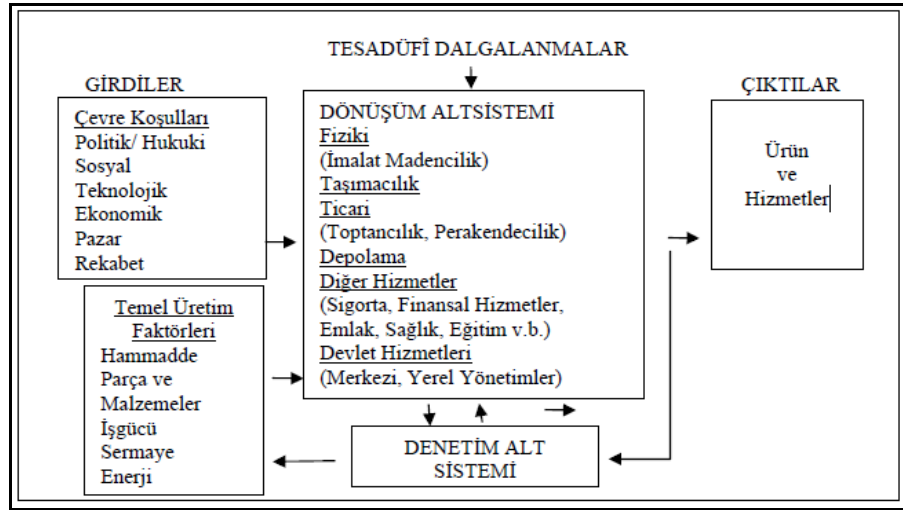 TESADÜFÎ DALGALANMALAR
GİRDİLER
Çevre Koşulları
Politik/ Hukuki
Sosyal
Teknolojik
Ekonomik
Pazar
Rekabet
Temel Üretim
Faktörleri
Hammadde
Parça ve
Malzemeler
İşgücü
Sermaye
Enerji
DÖNÜŞÜM ALTSİSTEMİ
Fiziki
(İmalat Madencilik)
Taşımacılık
Ticari
(Toptancılık, Perakendecilik)
Depolama
Diğer Hizmetler
(Sigorta, Finansal Hizmetler,
Emlak, Sağlık, Eğitim v.b.)
Devlet Hizmetleri
(Merkezi, Yerel Yönetimler)
DENETİM ALT
SİSTEMİ
ÇIKTILAR
Ürün
ve
Hizmetler